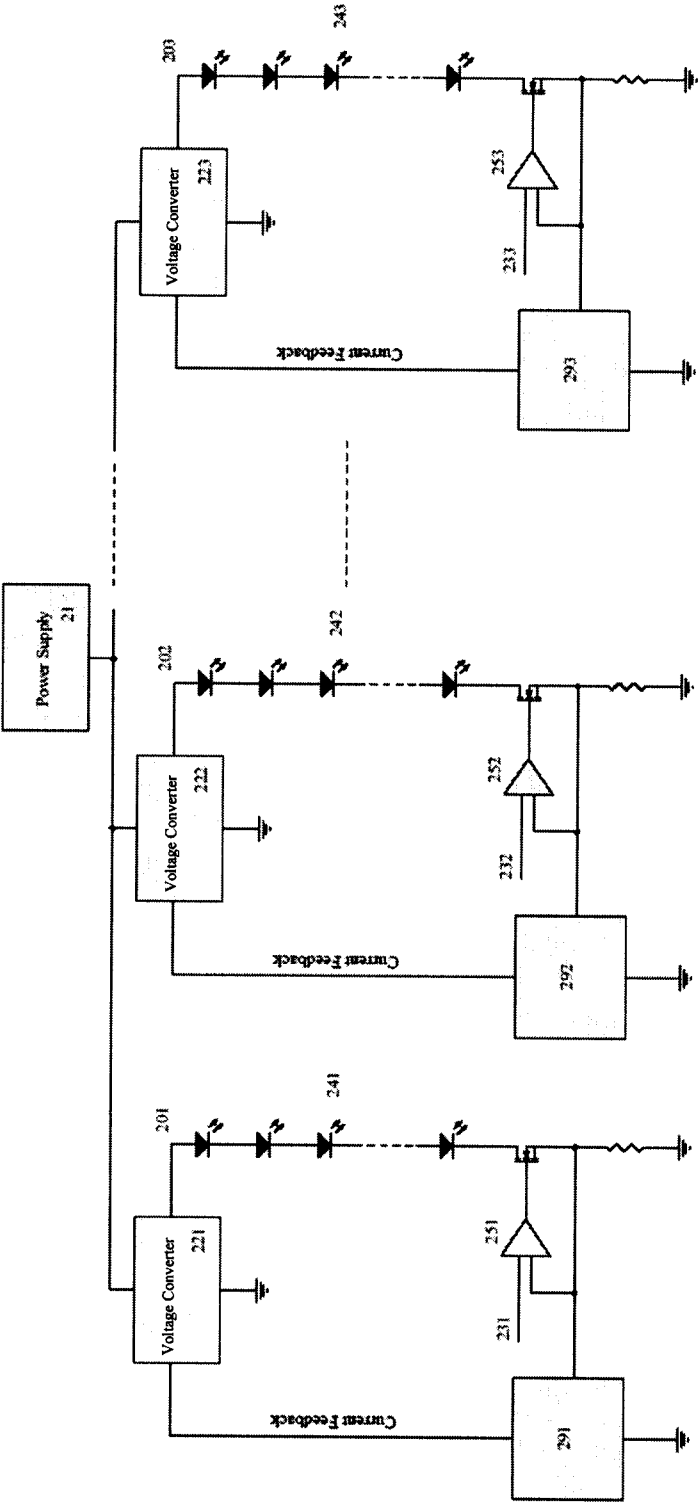 Power Supply
21
Voltage Converter
221
201
Voltage Converter
222
202
Voltage Converter
223
203
241
242
243
Current Feedback
Current Feedback
Current Feedback
231
251
232
252
233
253
291
292
293